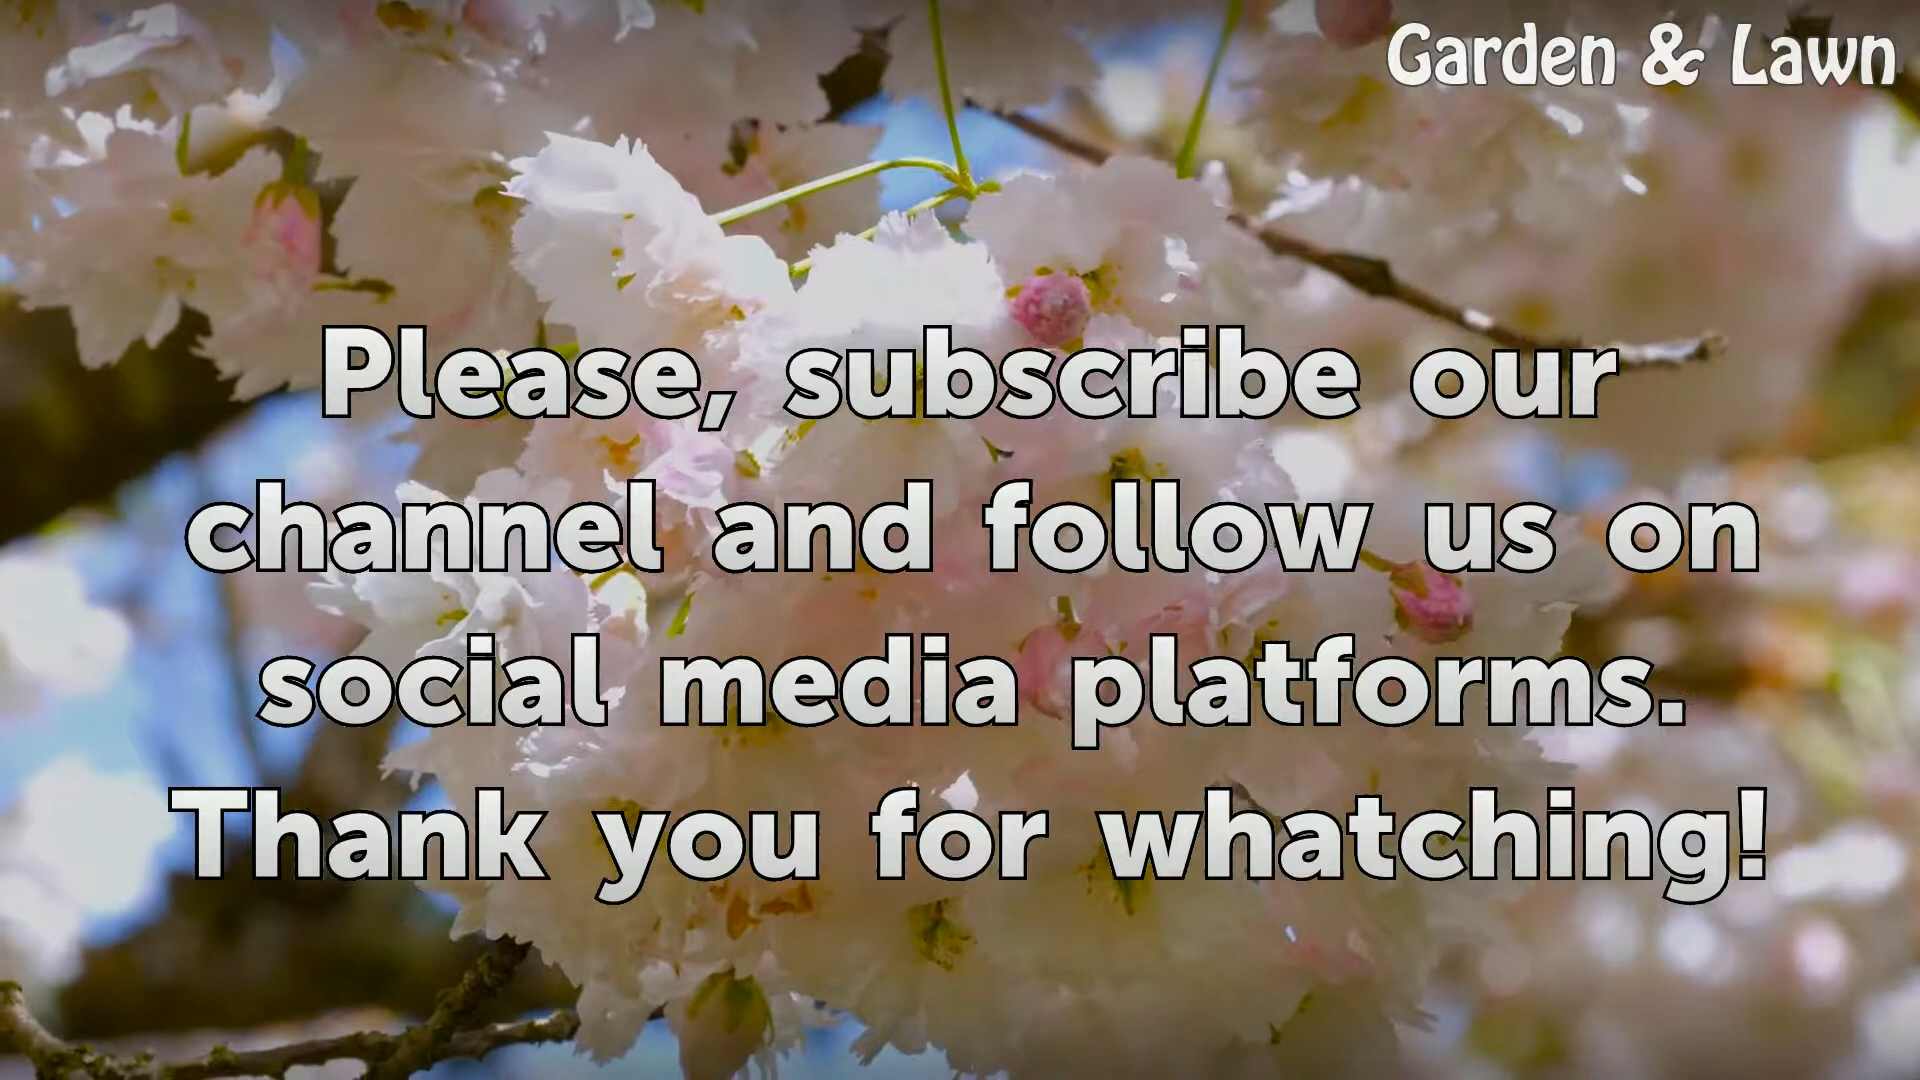 Garden & Lawn
Please, subscribe our
channel and follow us on
social media platforms.
Thank you for whatching!